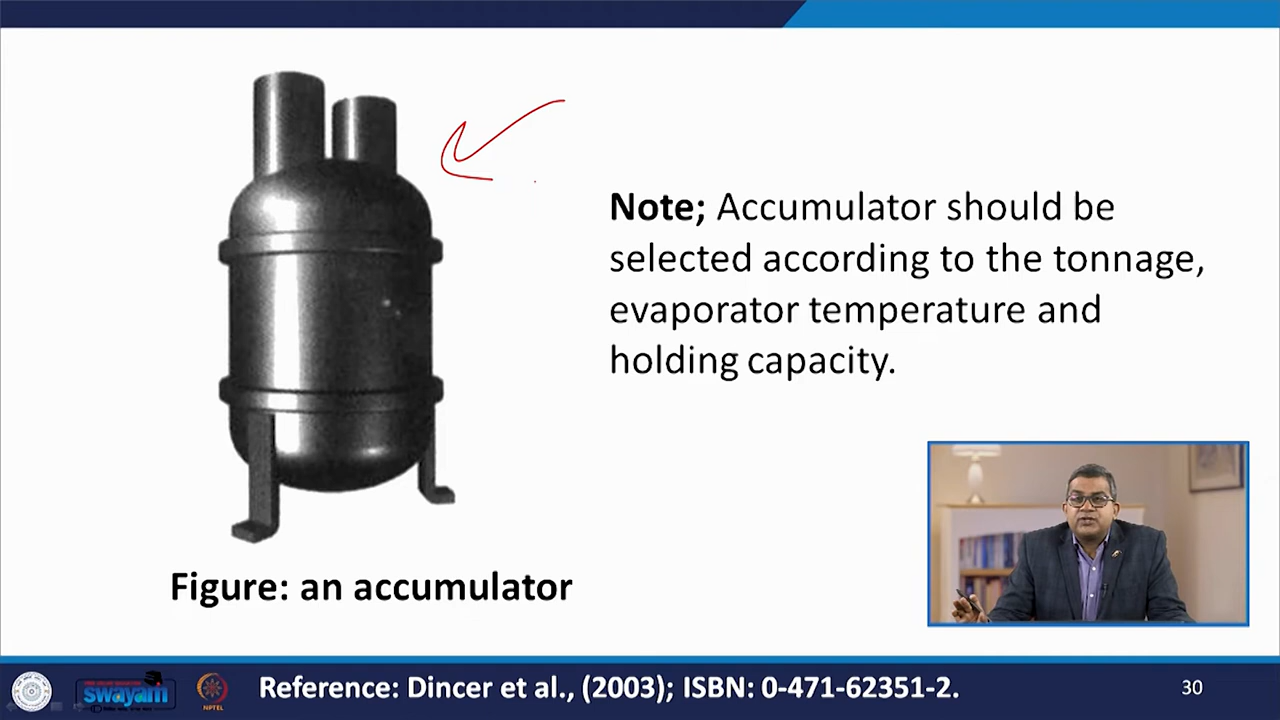 Note; Accumulator should be
selected according to the tonnage,
evaporator temperature and
holding capacity.
Figure: an accumulator
swayam
NPTEL
Reference: Dincer et al., (2003); ISBN: 0-471-62351-2.
30